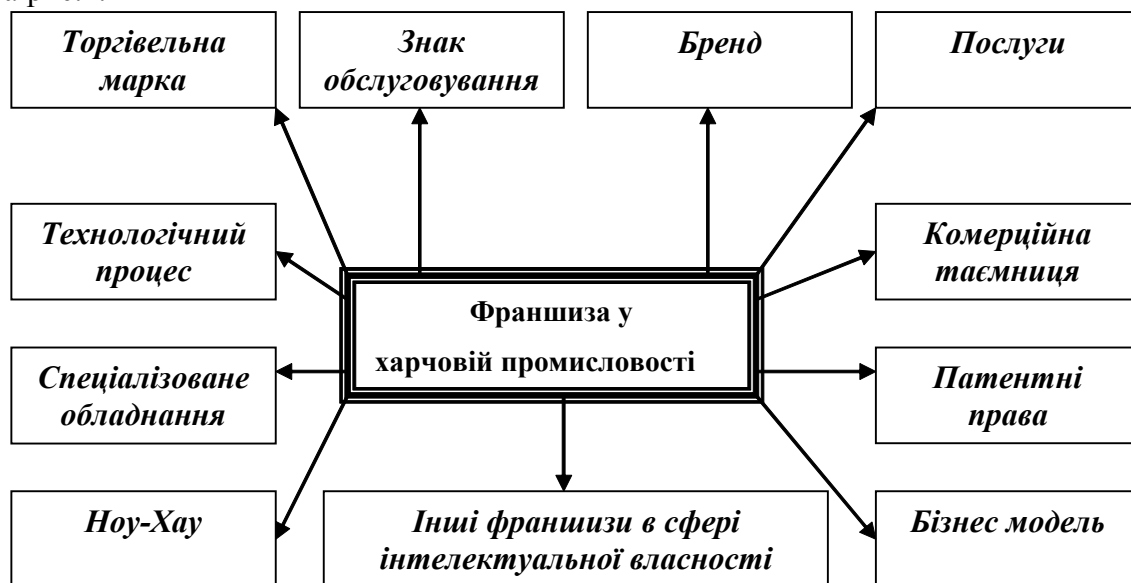 Торгівельна
марка
Знак
обслуговування
Бренд
Послуги
Технологічний
процес
Комерційна
таємниця
Франшиза у
харчовій промисловості
Спеціалізоване
обладнання
Патентні
права
Ноу-Хау
Інші франшизи в сфері
інтелектуальної власності
Бізнес модель